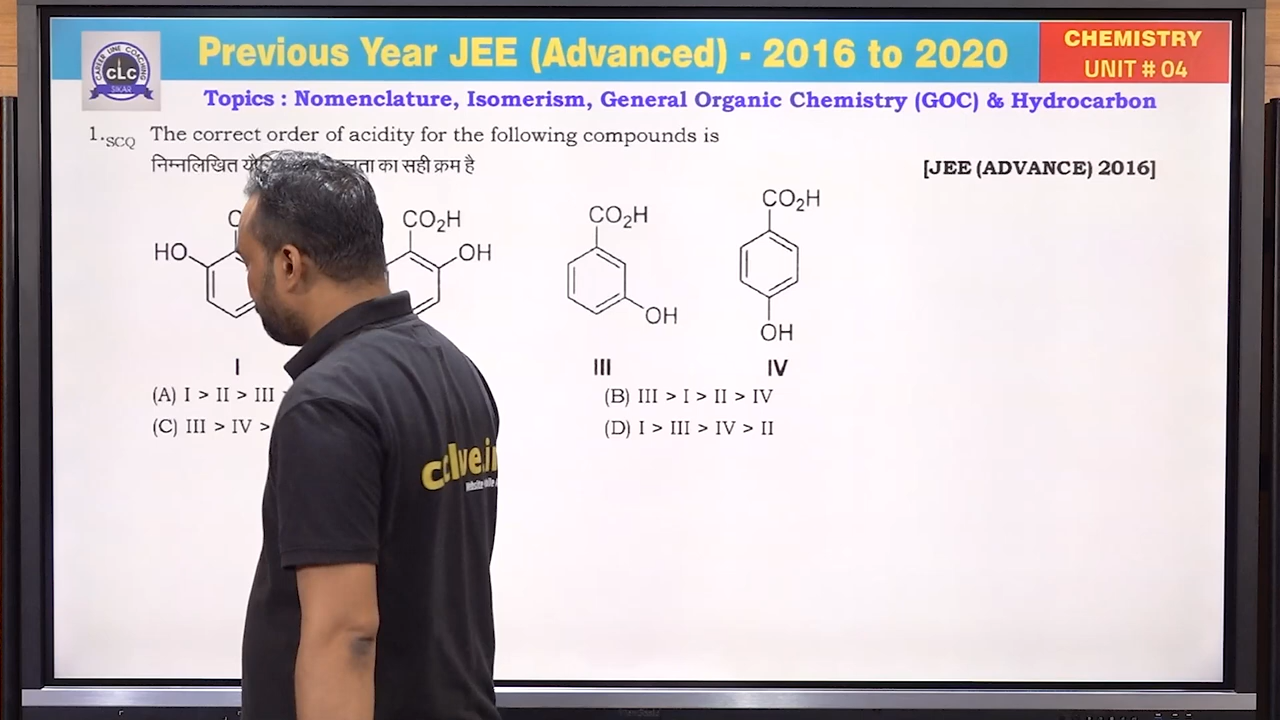 Previous Year JEE (Advanced) - 2016 to 2020
CHEMISTRY
UNIT # 04
CAREER LINE COACHING
CLC
SIKAR
Topics : Nomenclature, Isomerism, General Organic Chemistry (GOC) & Hydrocarbon
1.SCQ The correct order of acidity for the following compounds is
निम्नलिखित का सही क्रम है
[JEE (ADVANCE) 2016]
CO₂H
CO₂H
CO₂H
HO
OH
OH
OH
I
III
IV
(A) I > II > III
(B) III > I > II > IV
(C) III > IV >
(D) I > III > IV > II